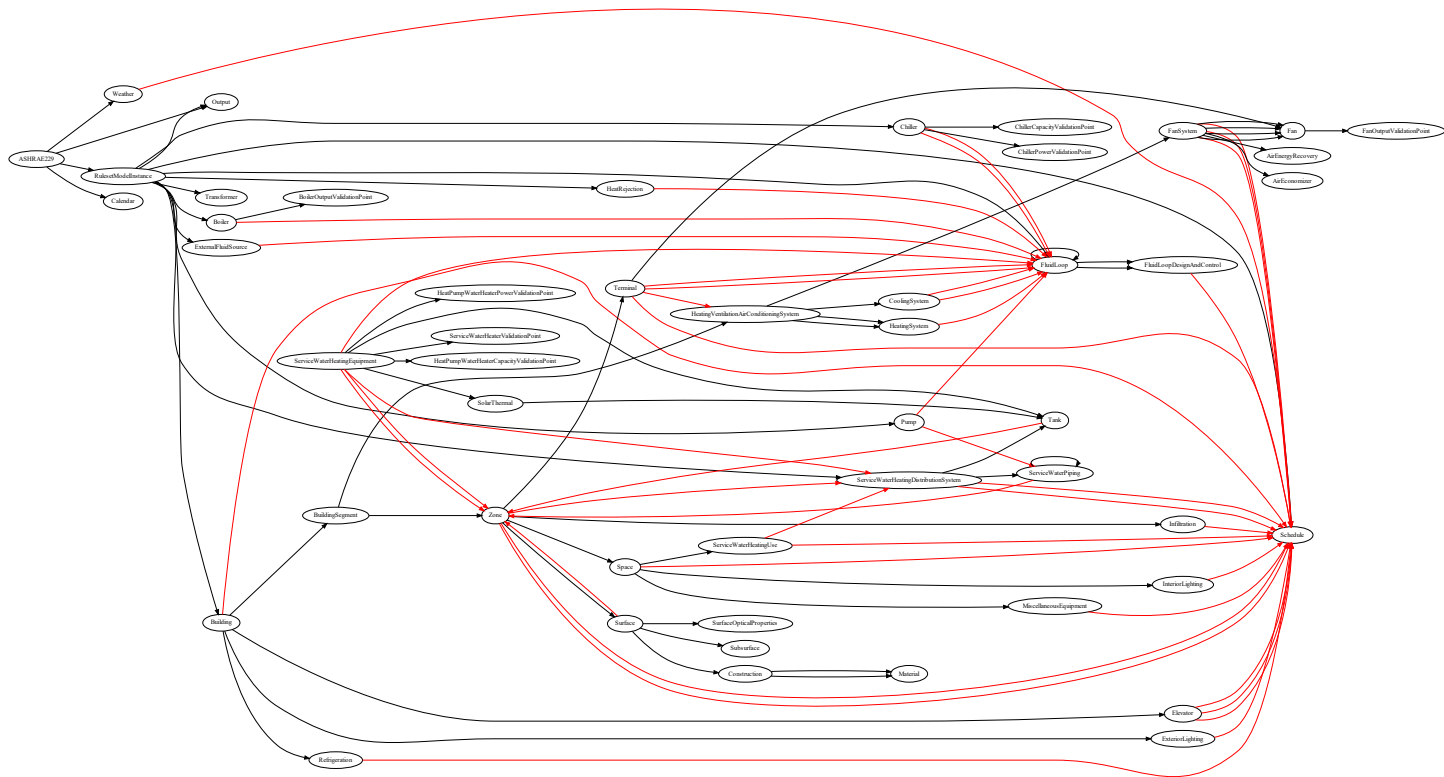 Weather
Output
ASHRAE229
RulesetModelInstance
Calendar
Transformer
Boiler
BoilerOutputValidationPoint
ExternalFluidSource
Chiller
ChillerCapacityValidationPoint
ChillerPowerValidationPoint
HeatRejection
FanSystem
Fan
FanOutputValidationPoint
AirEnergyRecovery
AirEconomizer
FluidLoop
FluidLoopDesignAndControl
Terminal
HeatingVentilationAirConditioningSystem
CoolingSystem
HeatingSystem
HeatPumpWaterHeaterPowerValidationPoint
ServiceWaterHeaterValidationPoint
ServiceWaterHeatingEquipment
HeatPumpWaterHeaterCapacityValidationPoint
SolarThermal
Pump
Tank
ServiceWaterHeatingDistributionSystem
ServiceWaterPiping
BuildingSegment
Zone
Infiltration
Schedule
ServiceWaterHeatingUse
Space
InteriorLighting
MiscellaneousEquipment
Building
Surface
SurfaceOpticalProperties
Subsurface
Construction
Material
Elevator
ExteriorLighting
Refrigeration